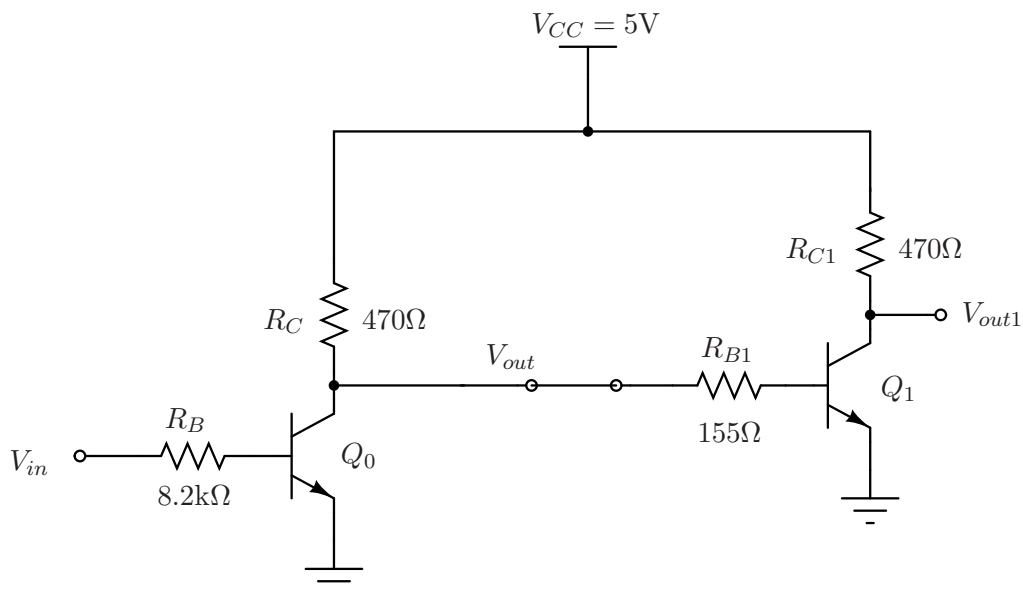 V_CC = 5V
R_C1 470Ω
V_out1
R_C 470Ω
V_out
R_B1
Q_1
155Ω
R_B
V_in
Q_0
8.2kΩ